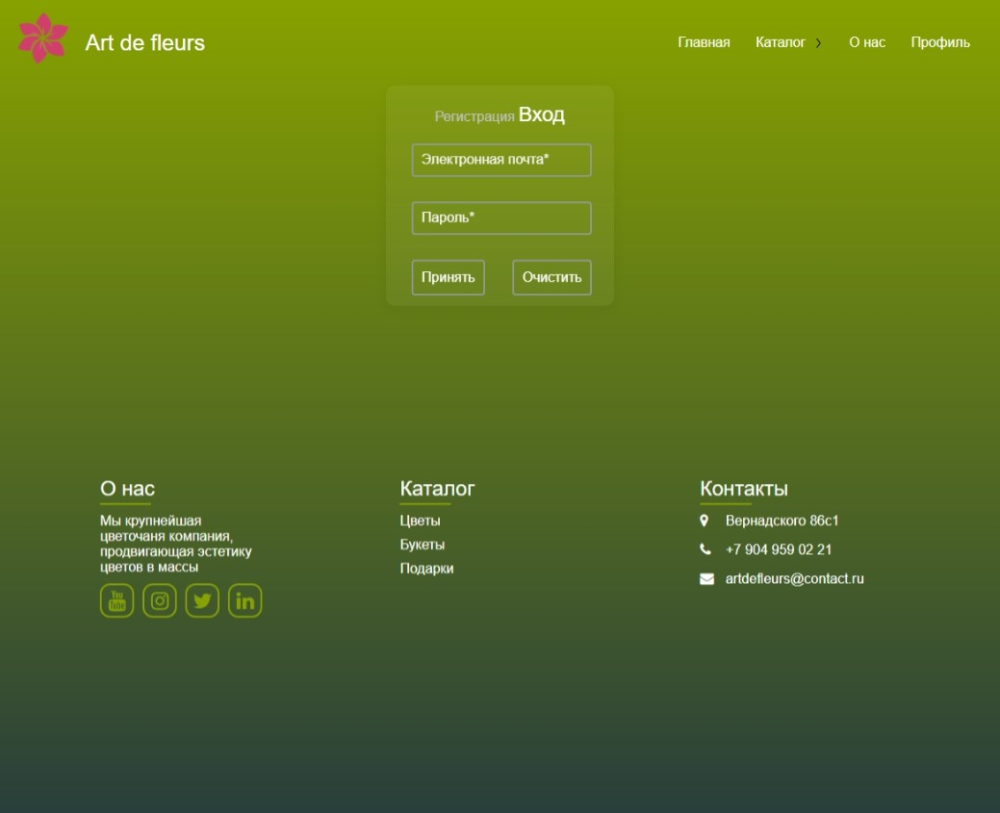 Art de fleurs
Главная Каталог О нас Профиль
Регистрация Вход
Электронная почта*
Пароль*
Принять Очистить
О нас
Мы крупнейшая
цветочаня компания,
продвигающая эстетику
цветов в массы
You
Tube
in
Каталог
Цветы
Букеты
Подарки
Контакты
Вернадского 86с1
+7 904 959 02 21
artdefleurs@contact.ru